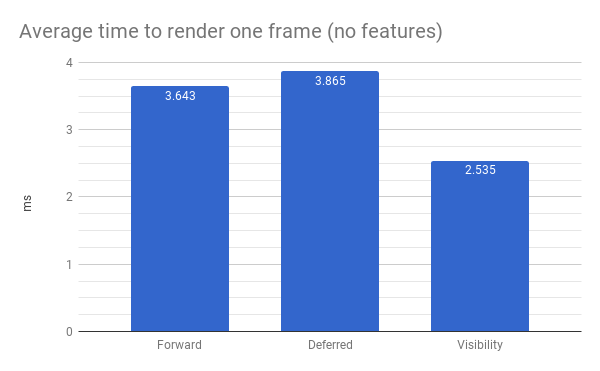 Average time to render one frame (no features)
4
3
2
1
0
ms
3.643
3.865
2.535
Forward
Deferred
Visibility